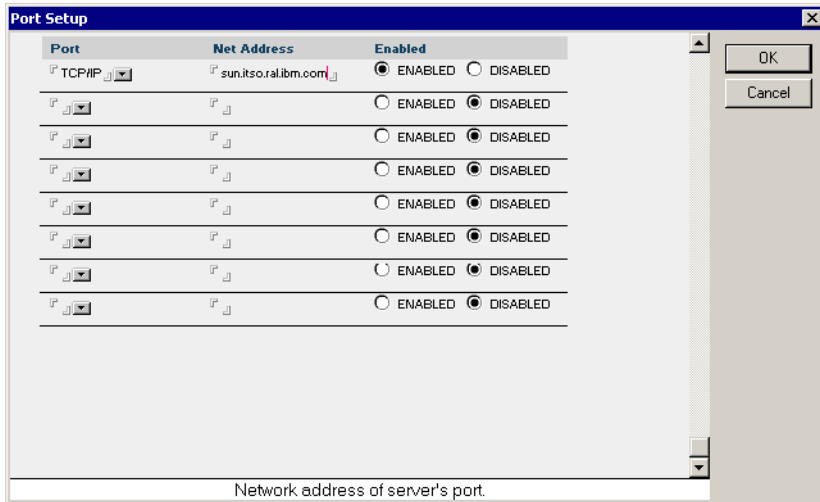 Port Setup
Port Net Address Enabled
TCP/IP sun.itso.ral.ibm.com ENABLED DISABLED
ENABLED DISABLED
ENABLED DISABLED
ENABLED DISABLED
ENABLED DISABLED
ENABLED DISABLED
ENABLED DISABLED
ENABLED DISABLED
OK
Cancel
Network address of server's port.